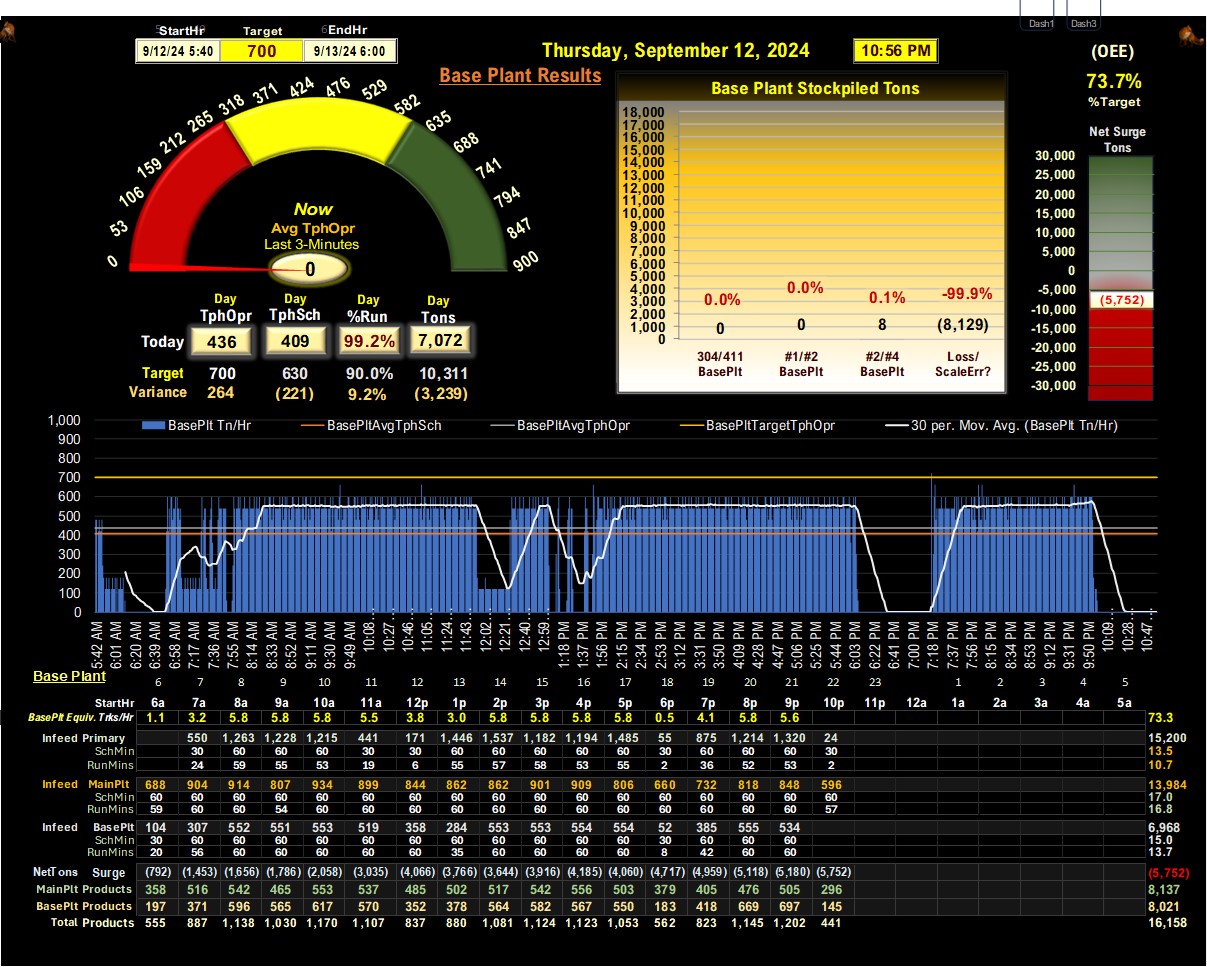 Dash1 Dash3
StartHr Target EndHr
9/12/24 5:40 700 9/13/24 6:00
Thursday, September 12, 2024 10:56 PM
(OEE)
73.7%
%Target
Base Plant Results
Base Plant Stockpiled Tons
18,000
17,000
16,000
15,000
14,000
13,000
12,000
11,000
10,000
9,000
8,000
7,000
6,000
5,000
4,000
3,000
2,000
1,000
0
0.0% 0.0% 0.1% -99.9%
0 0 8 (8,129)
304/411 #1/#2 #2/#4 Loss/
BasePlt BasePlt BasePlt ScaleErr?
Net Surge
Tons
30,000
25,000
20,000
15,000
10,000
5,000
0
-5,000
(5,752)
-10,000
-15,000
-20,000
-25,000
-30,000
0 53 106 159 212 265 318 371 424 476 529 582 635 688 741 794 847 900
Now
Avg TphOpr
Last 3-Minutes
0
Day Day Day Day
TphOpr TphSch %Run Tons
Today 436 409 99.2% 7,072
Target 700 630 90.0% 10,311
Variance 264 (221) 9.2% (3,239)
BasePlt Tn/Hr BasePltAvgTphSch BasePltAvgTphOpr BasePltTargetTphOpr 30 per. Mov. Avg. (BasePlt Tn/Hr)
1,000
900
800
700
600
500
400
300
200
100
0
5:42 AM 6:01 AM 6:20 AM 6:39 AM 6:58 AM 7:17 AM 7:36 AM 7:55 AM 8:14 AM 8:33 AM 8:52 AM 9:11 AM 9:30 AM 9:49 AM 10:08... 10:27... 10:46... 11:05... 11:24... 11:43... 12:02... 12:21... 12:40... 12:59... 1:18 PM 1:37 PM 1:56 PM 2:15 PM 2:34 PM 2:53 PM 3:12 PM 3:31 PM 3:50 PM 4:09 PM 4:28 PM 4:47 PM 5:06 PM 5:25 PM 5:44 PM 6:03 PM 6:22 PM 6:41 PM 7:00 PM 7:18 PM 7:37 PM 7:56 PM 8:15 PM 8:34 PM 8:53 PM 9:12 PM 9:31 PM 9:50 PM 10:09... 10:28... 10:47...
Base Plant
6 7 8 9 10 11 12 13 14 15 16 17 18 19 20 21 22 23 1 2 3 4 5
StartHr 6a 7a 8a 9a 10a 11a 12p 1p 2p 3p 4p 5p 6p 7p 8p 9p 10p 11p 12a 1a 2a 3a 4a 5a
BasePlt Equiv. Trks/Hr 1.1 3.2 5.8 5.8 5.8 5.5 3.8 3.0 5.8 5.8 5.8 5.8 0.5 4.1 5.8 5.6 73.3
Infeed Primary 550 1,263 1,228 1,215 441 171 1,446 1,537 1,182 1,194 1,485 55 875 1,214 1,320 24 15,200
SchMin 30 60 60 60 30 30 60 60 60 60 60 30 60 60 60 30 13.5
RunMins 24 59 55 53 19 6 55 57 58 53 55 2 36 52 53 2 10.7
Infeed MainPlt 688 904 914 807 934 899 844 862 862 901 909 806 660 732 818 848 596 13,984
SchMin 60 60 60 60 60 60 60 60 60 60 60 60 60 60 60 60 60 17.0
RunMins 59 60 60 54 60 60 60 60 60 60 60 60 60 60 60 60 57 16.8
Infeed BasePlt 104 307 552 551 553 519 358 284 553 553 554 554 52 385 555 534 6,968
SchMin 30 60 60 60 60 60 60 60 60 60 60 60 30 60 60 60 15.0
RunMins 20 56 60 60 60 60 60 35 60 60 60 60 8 42 60 60 13.7
NetTons Surge (792) (1,453) (1,656) (1,786) (2,058) (3,035) (4,066) (3,766) (3,644) (3,916) (4,185) (4,060) (4,717) (4,959) (5,118) (5,180) (5,752) (5,752)
MainPlt Products 358 516 542 465 553 537 485 502 517 542 556 503 379 405 476 505 296 8,137
BasePlt Products 197 371 596 565 617 570 352 378 564 582 567 550 183 418 669 697 145 8,021
Total Products 555 887 1,138 1,030 1,170 1,107 837 880 1,081 1,124 1,123 1,053 562 823 1,145 1,202 441 16,158